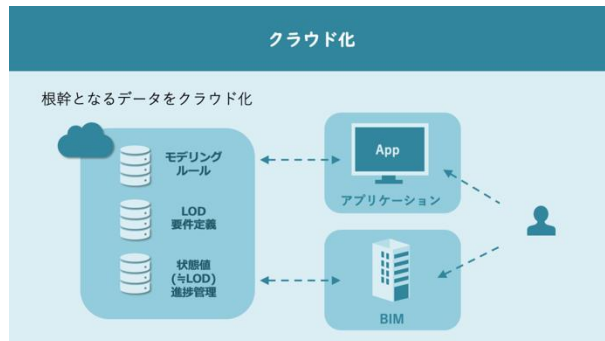 クラウド化
根幹となるデータをクラウド化
モデリング
ルール
LOD
要件定義
状態値
(≒LOD)
進捗管理
App
アプリケーション
BIM